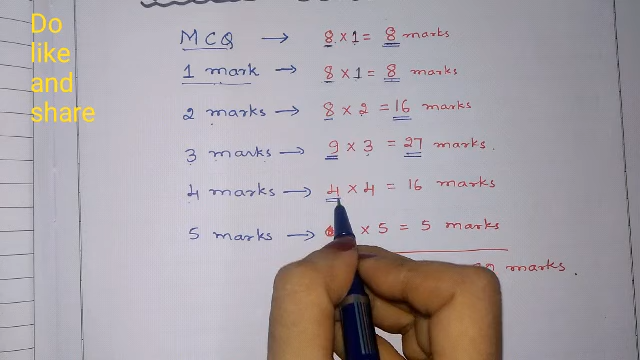 Do
like
and
share
MCQ → 8 × 1 = 8 marks
1 mark → 8 × 1 = 8 marks
2 marks → 8 × 2 = 16 marks
3 marks → 9 × 3 = 27 marks.
4 marks → 4 × 4 = 16 marks
5 marks → × 5 = 5 marks
marks.